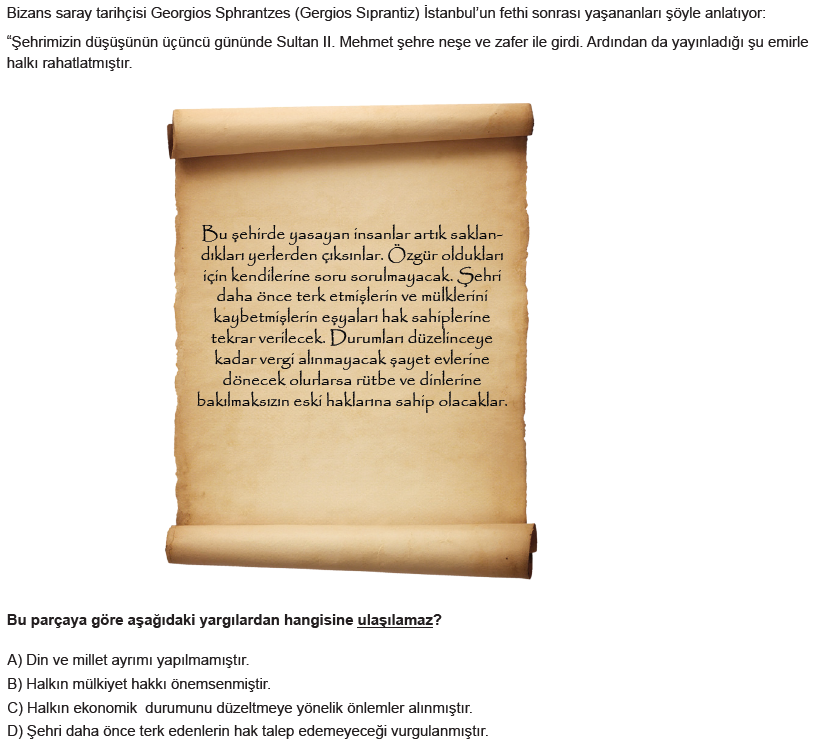 Bizans saray tarihçisi Georgios Sphrantzes (Gergios Sıprantiz) İstanbul’un fethi sonrası yaşananları şöyle anlatıyor:
“Şehrimizin düşüşünün üçüncü gününde Sultan II. Mehmet şehre neşe ve zafer ile girdi. Ardından da yayınladığı şu emirle
halkı rahatlatmıştır.
Bu şehirde yasayan insanlar artık saklan-
dıkları yerlerden çıksınlar. Özgür oldukları
için kendilerine soru sorulmayacak. Şehri
daha önce terk etmişlerin ve mülklerini
kaybetmişlerin eşyaları hak sahiplerine
tekrar verilecek. Durumları düzelinceye
kadar vergi alınmayacak şayet evlerine
dönecek olurlarsa rütbe ve dinlerine
bakılmaksızın eski haklarına sahip olacaklar.
Bu parçaya göre aşağıdaki yargılardan hangisine ulaşılamaz?
A) Din ve millet ayrımı yapılmamıştır.
B) Halkın mülkiyet hakkı önemsenmiştir.
C) Halkın ekonomik durumunu düzeltmeye yönelik önlemler alınmıştır.
D) Şehri daha önce terk edenlerin hak talep edemeyeceği vurgulanmıştır.